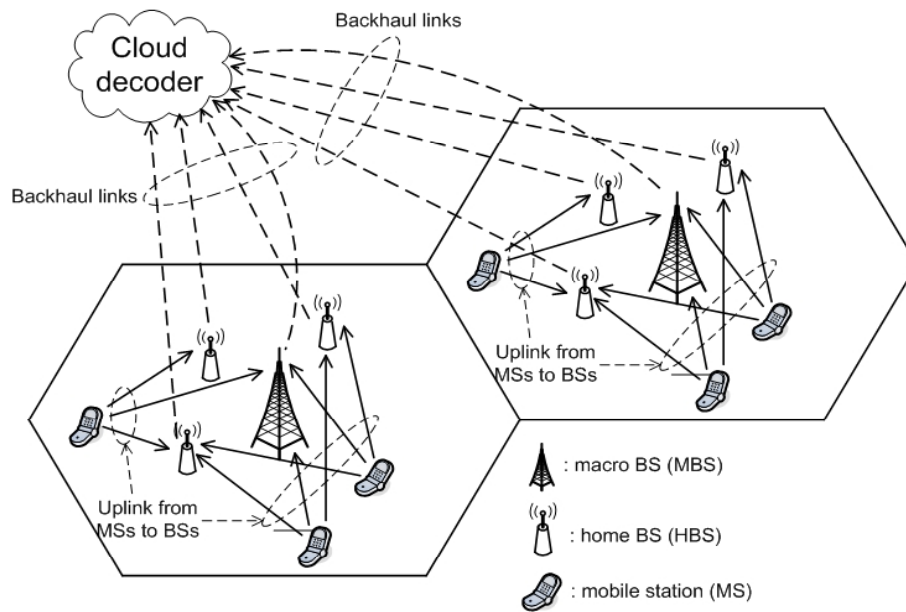 Backhaul links
Cloud
decoder
Backhaul links
Uplink from
MSs to BSs
Uplink from
MSs to BSs
: macro BS (MBS)
: home BS (HBS)
: mobile station (MS)